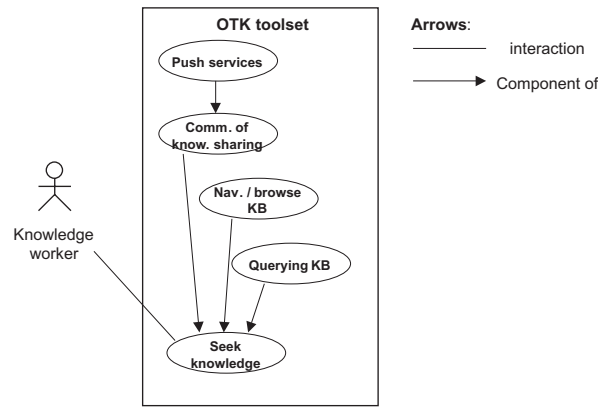 OTK toolset
Push services
Comm. of
know. sharing
Nav. / browse
KB
Querying KB
Seek
knowledge
Knowledge
worker
Arrows:
interaction
Component of